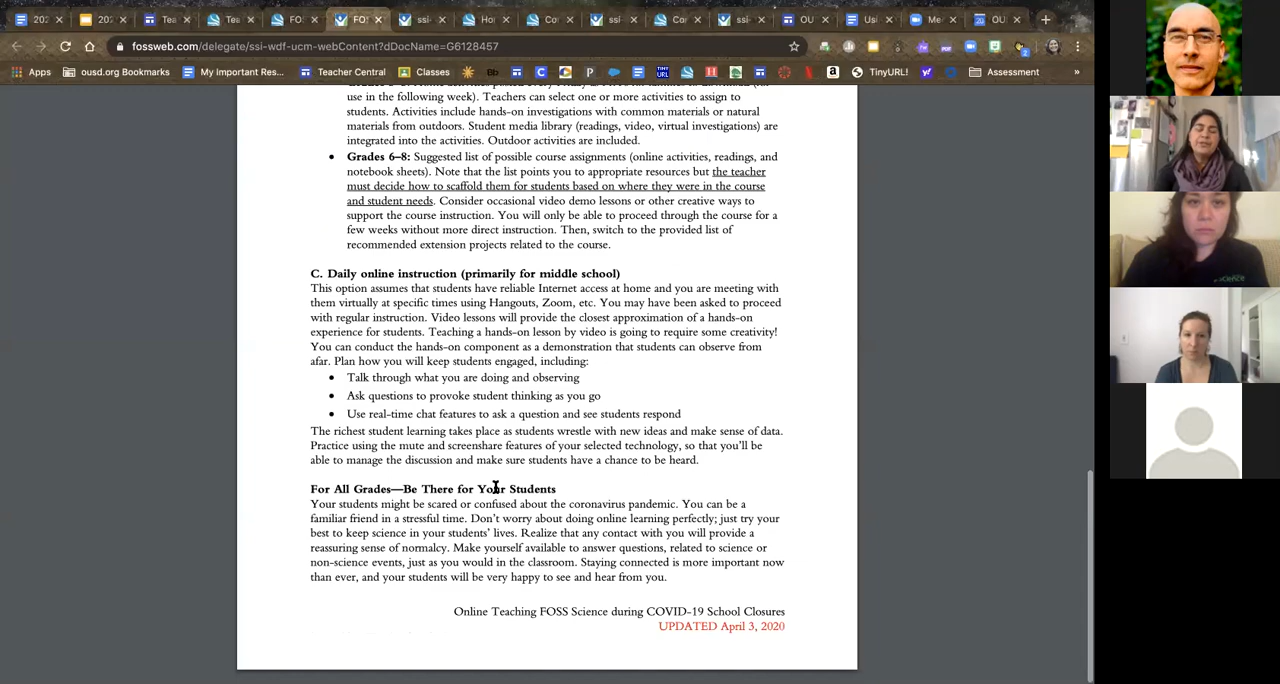 202
202
Tea
Tea
FOS
FOS
ssi-
Hor
Cor
ssi
Cor
ssi-
OU
Usi
Me
OUS
fossweb.com/delegate/ssi-wdf-ucm-webContent?dDocName=G6128457
Apps
ousd.org Bookmarks
My Important Res...
Teacher Central
Classes
Bb
TinyURL!
Assessment
»
use in the following week). Teachers can select one or more activities to assign to
students. Activities include hands-on investigations with common materials or natural
materials from outdoors. Student media library (readings, video, virtual investigations) are
integrated into the activities. Outdoor activities are included.
• Grades 6–8: Suggested list of possible course assignments (online activities, readings, and
notebook sheets). Note that the list points you to appropriate resources but the teacher
must decide how to scaffold them for students based on where they were in the course
and student needs. Consider occasional video demo lessons or other creative ways to
support the course instruction. You will only be able to proceed through the course for a
few weeks without more direct instruction. Then, switch to the provided list of
recommended extension projects related to the course.
C. Daily online instruction (primarily for middle school)
This option assumes that students have reliable Internet access at home and you are meeting with
them virtually at specific times using Hangouts, Zoom, etc. You may have been asked to proceed
with regular instruction. Video lessons will provide the closest approximation of a hands-on
experience for students. Teaching a hands-on lesson by video is going to require some creativity!
You can conduct the hands-on component as a demonstration that students can observe from
afar. Plan how you will keep students engaged, including:
• Talk through what you are doing and observing
• Ask questions to provoke student thinking as you go
• Use real-time chat features to ask a question and see students respond
The richest student learning takes place as students wrestle with new ideas and make sense of data.
Practice using the mute and screenshare features of your selected technology, so that you'll be
able to manage the discussion and make sure students have a chance to be heard.
For All Grades—Be There for Your Students
Your students might be scared or confused about the coronavirus pandemic. You can be a
familiar friend in a stressful time. Don't worry about doing online learning perfectly; just try your
best to keep science in your students' lives. Realize that any contact with you will provide a
reassuring sense of normalcy. Make yourself available to answer questions, related to science or
non-science events, just as you would in the classroom. Staying connected is more important now
than ever, and your students will be very happy to see and hear from you.
Online Teaching FOSS Science during COVID-19 School Closures
UPDATED April 3, 2020